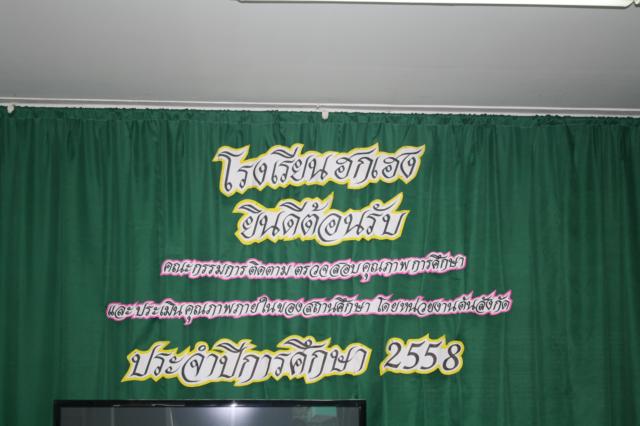 โรงเรียนฮกเฮง
ยินดีต้อนรับ
คณะกรรมการติดตาม ตรวจสอบคุณภาพการศึกษา
และประเมินคุณภาพภายในของสถานศึกษา โดยหน่วยงานต้นสังกัด
ประจำปีการศึกษา 2558